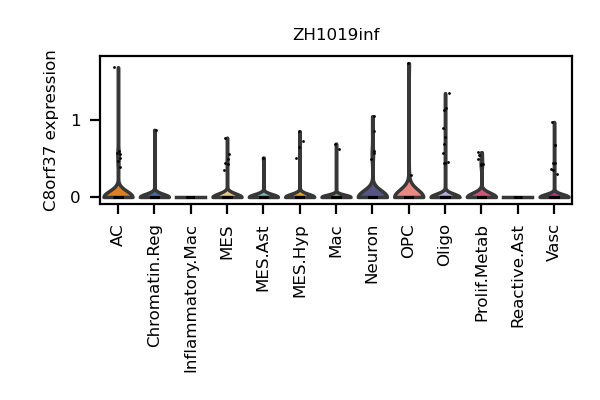 ZH1019inf
C8orf37 expression
1
0
AC
Chromatin.Reg
Inflammatory.Mac
MES
MES.Ast
MES.Hyp
Mac
Neuron
OPC
Oligo
Prolif.Metab
Reactive.Ast
Vasc